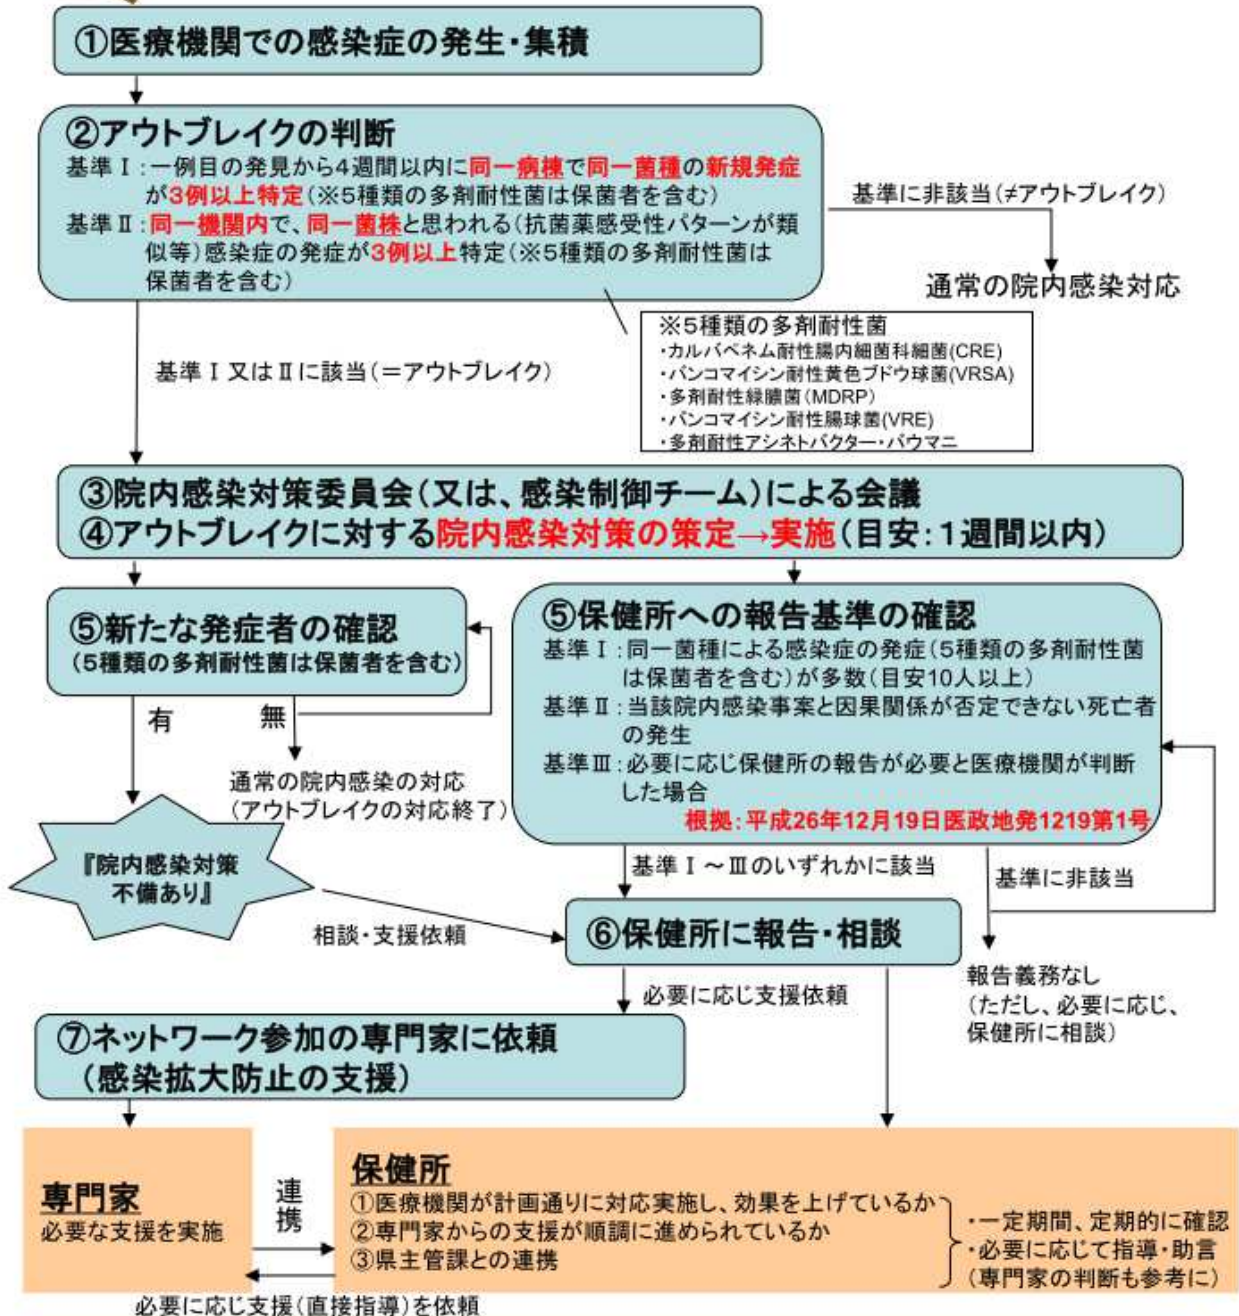 ①医療機関での感染症の発生・集積
②アウトブレイクの判断
基準Ⅰ:一例目の発見から4週間以内に同一病棟で同一菌種の新規発症
が3例以上特定(※5種類の多剤耐性菌は保菌者を含む)
基準Ⅱ:同一機関内で、同一菌株と思われる(抗菌薬感受性パターンが類
似等)感染症の発症が3例以上特定(※5種類の多剤耐性菌は
保菌者を含む)
基準に非該当(≠アウトブレイク)
通常の院内感染対応
※5種類の多剤耐性菌
・カルバペネム耐性腸内細菌科細菌(CRE)
・バンコマイシン耐性黄色ブドウ球菌(VRSA)
・多剤耐性緑膿菌(MDRP)
・バンコマイシン耐性腸球菌(VRE)
・多剤耐性アシネトバクター・バウマニ
基準Ⅰ又はⅡに該当(=アウトブレイク)
③院内感染対策委員会(又は、感染制御チーム)による会議
④アウトブレイクに対する院内感染対策の策定→実施(目安:1週間以内)
⑤新たな発症者の確認
(5種類の多剤耐性菌は保菌者を含む)
有
無
通常の院内感染の対応
(アウトブレイクの対応終了)
『院内感染対策
不備あり』
相談・支援依頼
⑤保健所への報告基準の確認
基準Ⅰ:同一菌種による感染症の発症(5種類の多剤耐性菌
は保菌者を含む)が多数(目安10人以上)
基準Ⅱ:当該院内感染事案と因果関係が否定できない死亡者
の発生
基準Ⅲ:必要に応じ保健所の報告が必要と医療機関が判断
した場合
根拠:平成26年12月19日医政地発1219第1号
基準Ⅰ~Ⅲのいずれかに該当
基準に非該当
⑥保健所に報告・相談
報告義務なし
(ただし、必要に応じ、
保健所に相談)
必要に応じ支援依頼
⑦ネットワーク参加の専門家に依頼
(感染拡大防止の支援)
専門家
必要な支援を実施
連携
保健所
①医療機関が計画通りに対応実施し、効果を上げているか
②専門家からの支援が順調に進められているか
③県主管課との連携
・一定期間、定期的に確認
・必要に応じて指導・助言
(専門家の判断も参考に)
必要に応じ支援(直接指導)を依頼